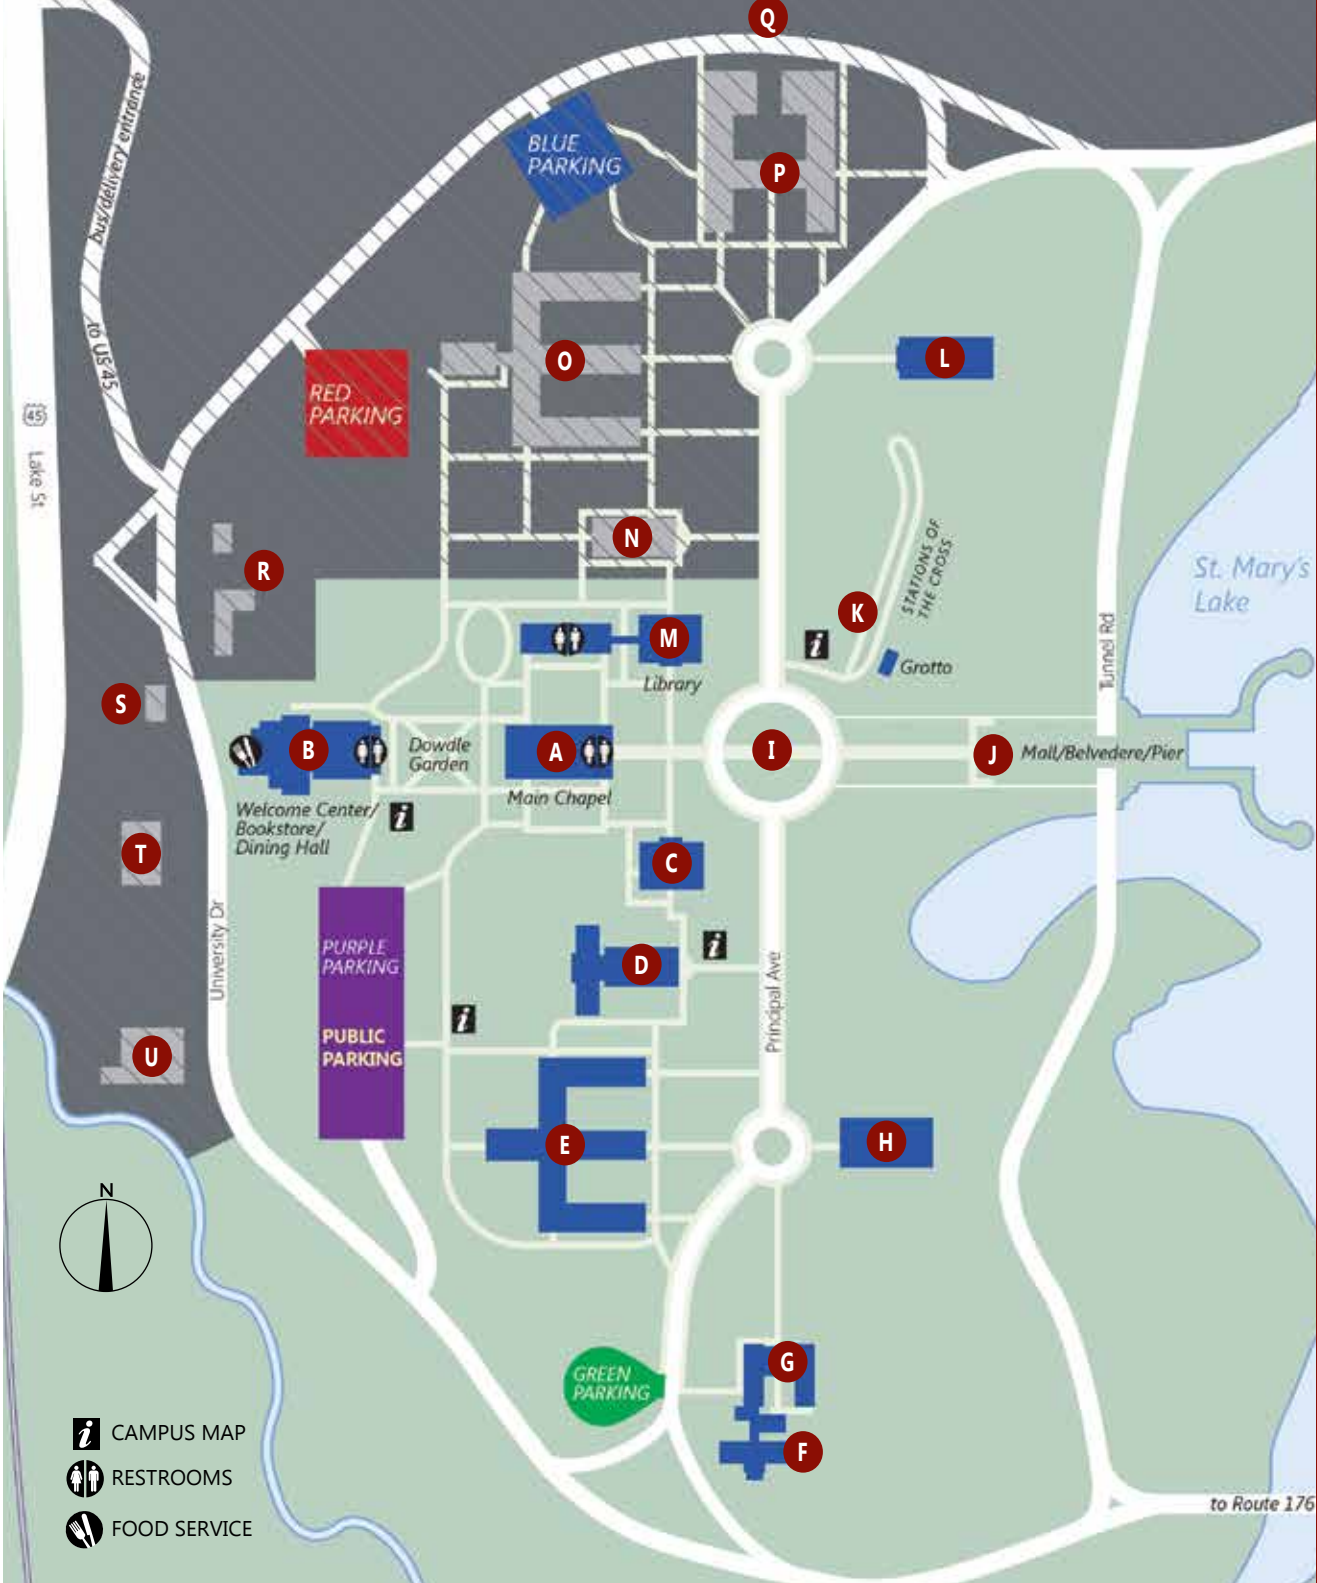 Q
bus/delivery entrance
BLUE
PARKING
P
to US 45
O
L
RED
PARKING
45
Lake St
N
R
STATIONS OF
THE CROSS
St. Mary's
Lake
K
M
Tunnel Rd
Grotto
Library
S
B
Dowdle
Garden
A
I
J
Mall/Belvedere/Pier
Main Chapel
Welcome Center/
Bookstore/
Dining Hall
i
i
T
C
University Dr
PURPLE
PARKING
D
i
Principal Ave
i
PUBLIC
PARKING
U
E
H
N
G
GREEN
PARKING
F
i CAMPUS MAP
RESTROOMS
FOOD SERVICE
to Route 176